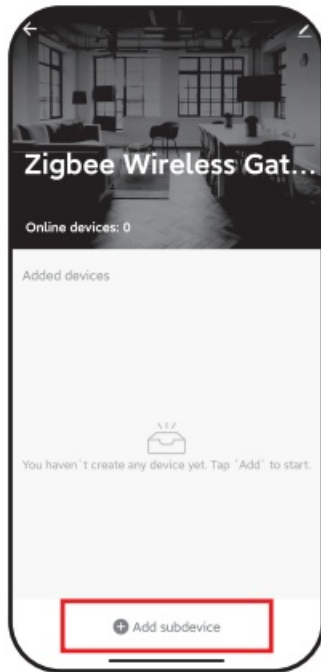 Zigbee Wireless Gat...
Online devices: 0
Added devices
You haven`t create any device yet. Tap ´Add´ to start.
Add subdevice